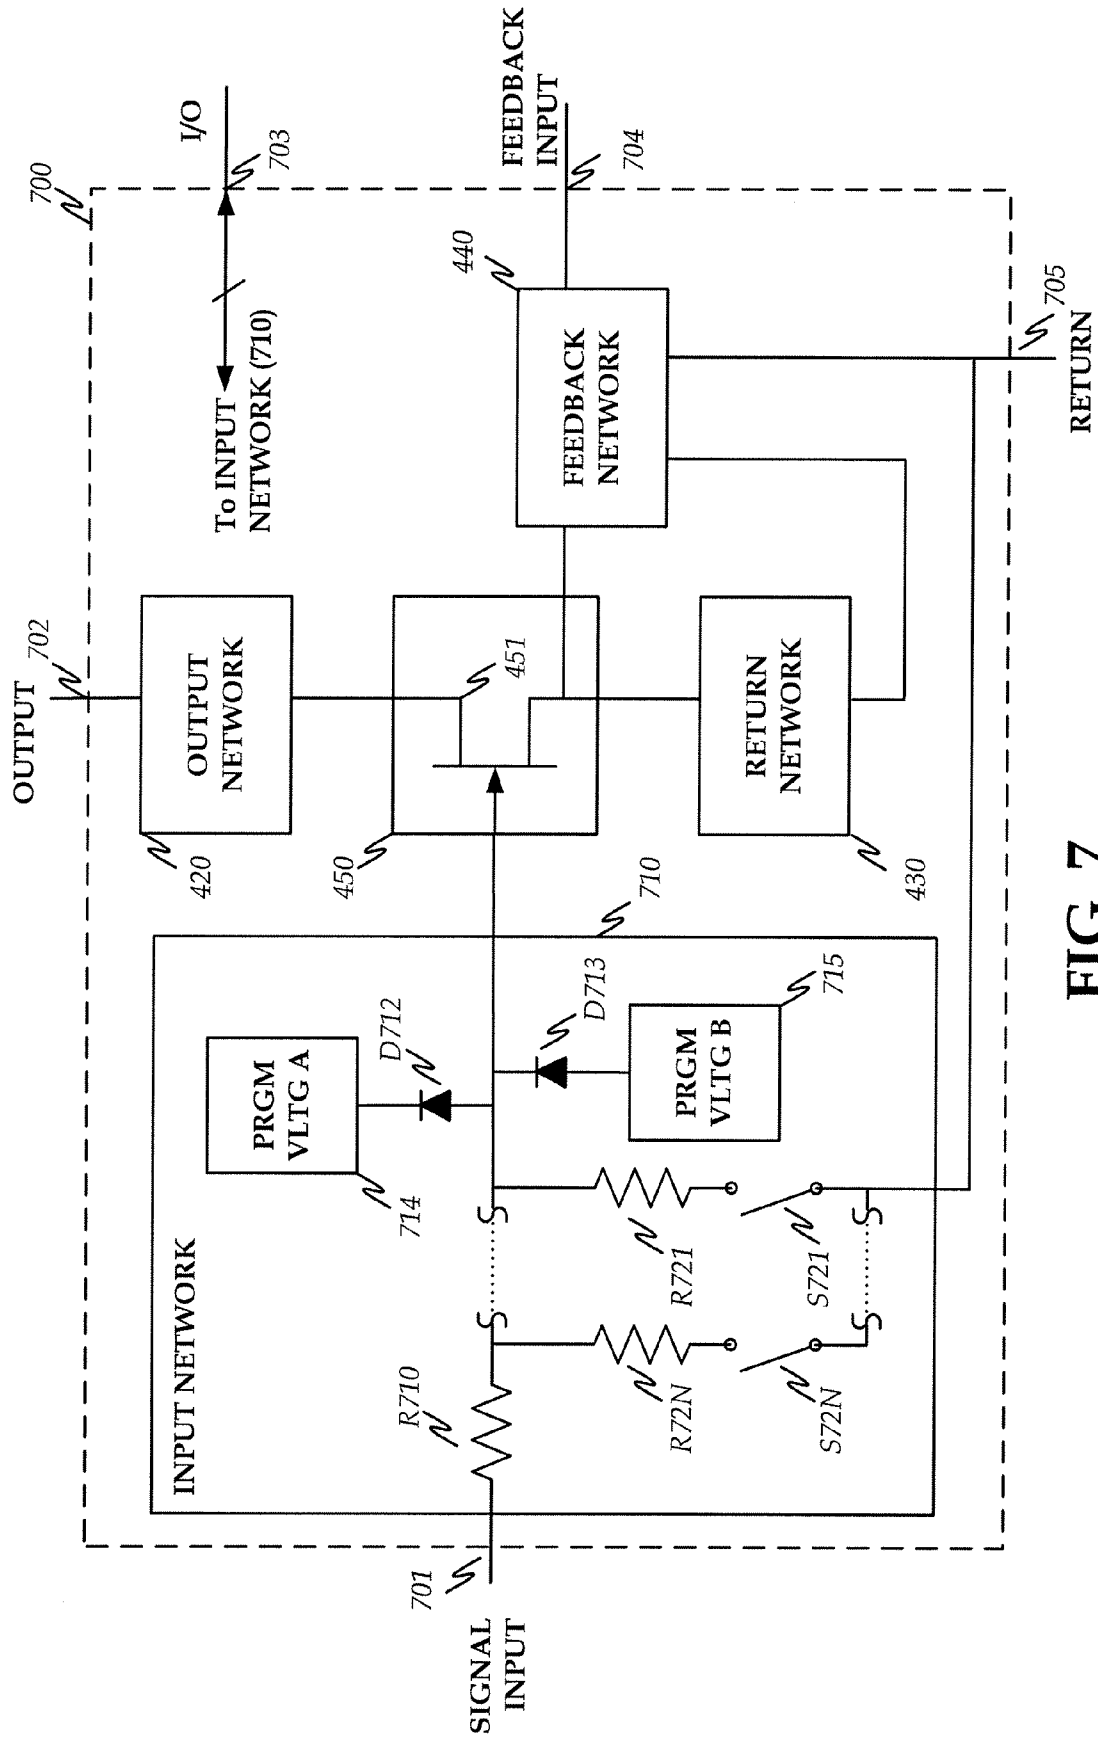 OUTPUT
702
700
I/O
703
To INPUT
NETWORK (710)
OUTPUT
NETWORK
420
FEEDBACK
INPUT
704
440
FEEDBACK
NETWORK
450
451
INPUT NETWORK
PRGM
VLTG A
714
D712
D713
PRGM
VLTG B
715
710
R710
701
SIGNAL
INPUT
R72N
R721
S72N
S721
RETURN
NETWORK
430
705
RETURN
FIG. 7